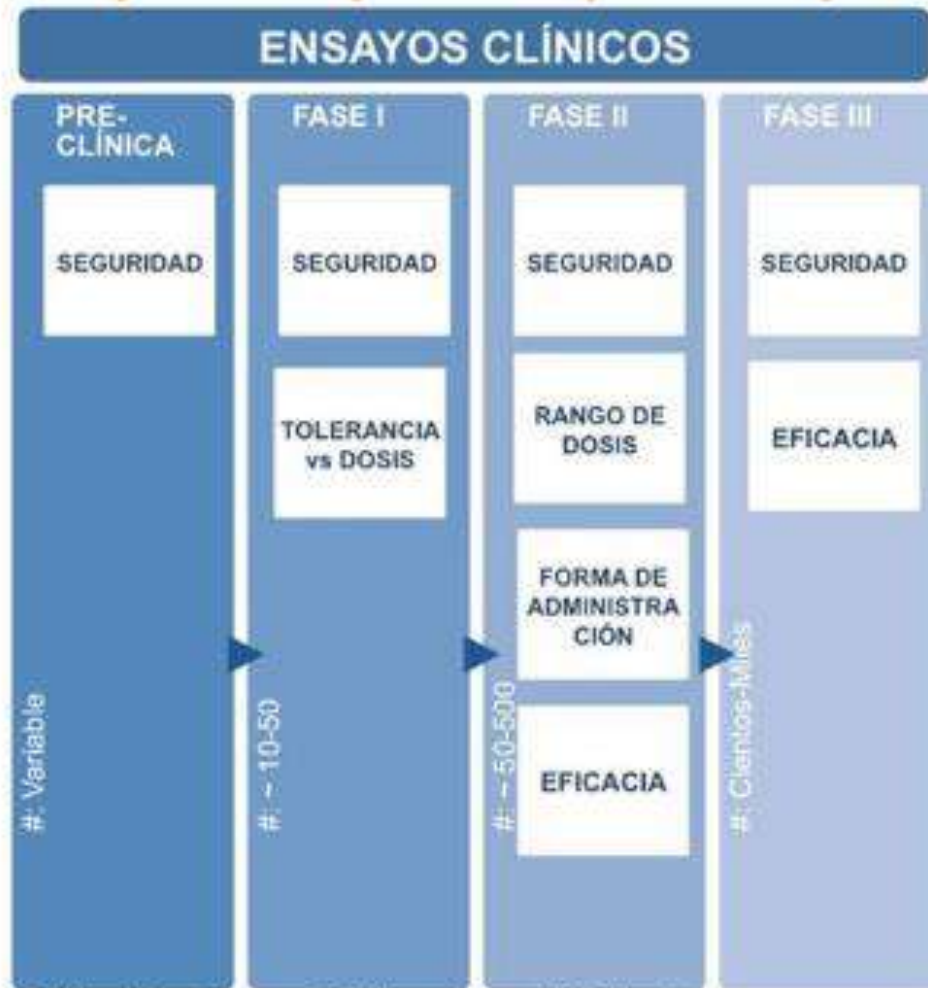 ENSAYOS CLÍNICOS
PRE-
CLÍNICA
SEGURIDAD
#: Variable
FASE I
SEGURIDAD
TOLERANCIA
vs DOSIS
#: ~ 10-50
FASE II
SEGURIDAD
RANGO DE
DOSIS
FORMA DE
ADMINISTRA
CIÓN
EFICACIA
#: ~ 50-500
FASE III
SEGURIDAD
EFICACIA
#: Cientos-Miles